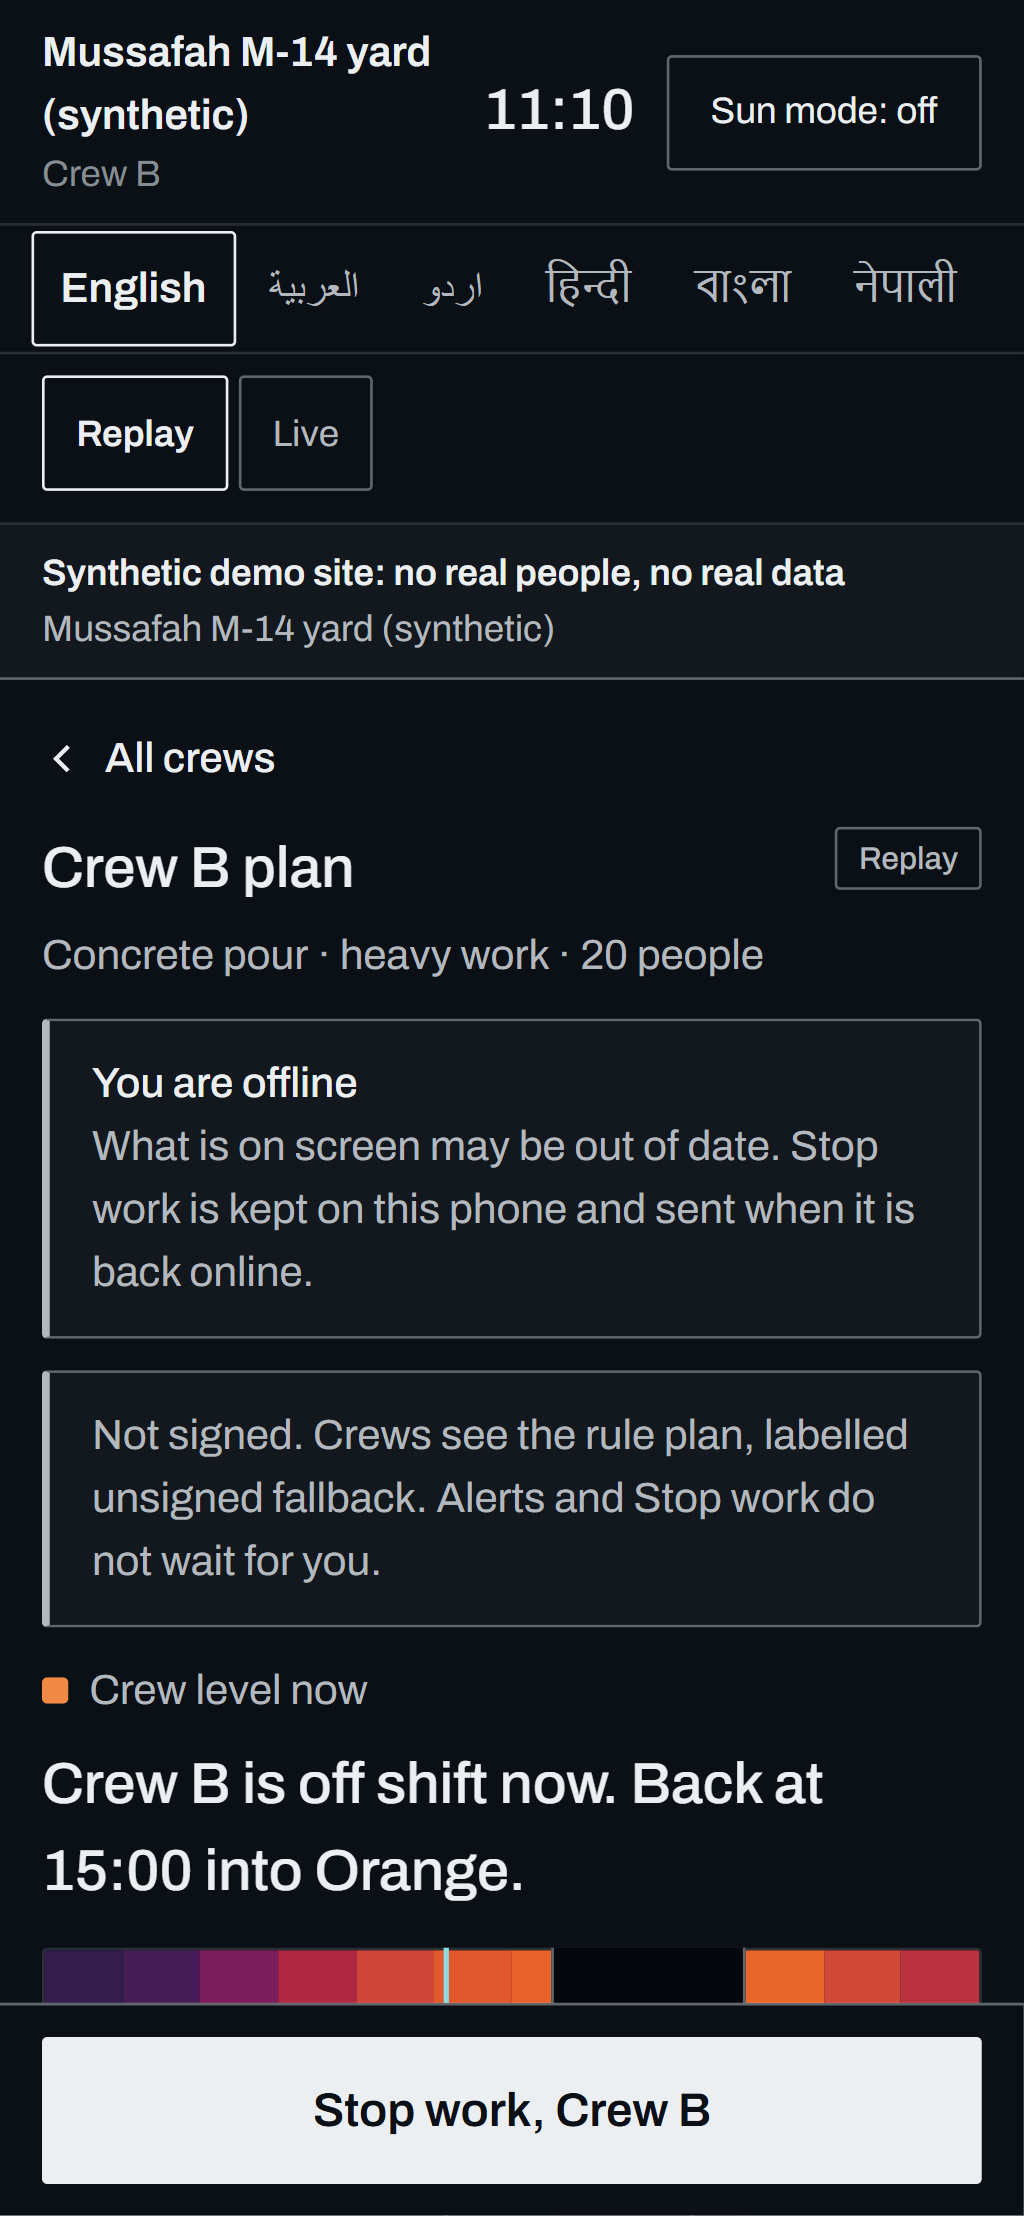 Mussafah M-14 yard
(synthetic)
Crew B
11:10
Sun mode: off
English العربية اردو हिन्दी বাংলা नेपाली
Replay Live
Synthetic demo site: no real people, no real data
Mussafah M-14 yard (synthetic)
All crews
Crew B plan
Replay
Concrete pour · heavy work · 20 people
You are offline
What is on screen may be out of date. Stop
work is kept on this phone and sent when it is
back online.
Not signed. Crews see the rule plan, labelled
unsigned fallback. Alerts and Stop work do
not wait for you.
Crew level now
Crew B is off shift now. Back at
15:00 into Orange.
Stop work, Crew B